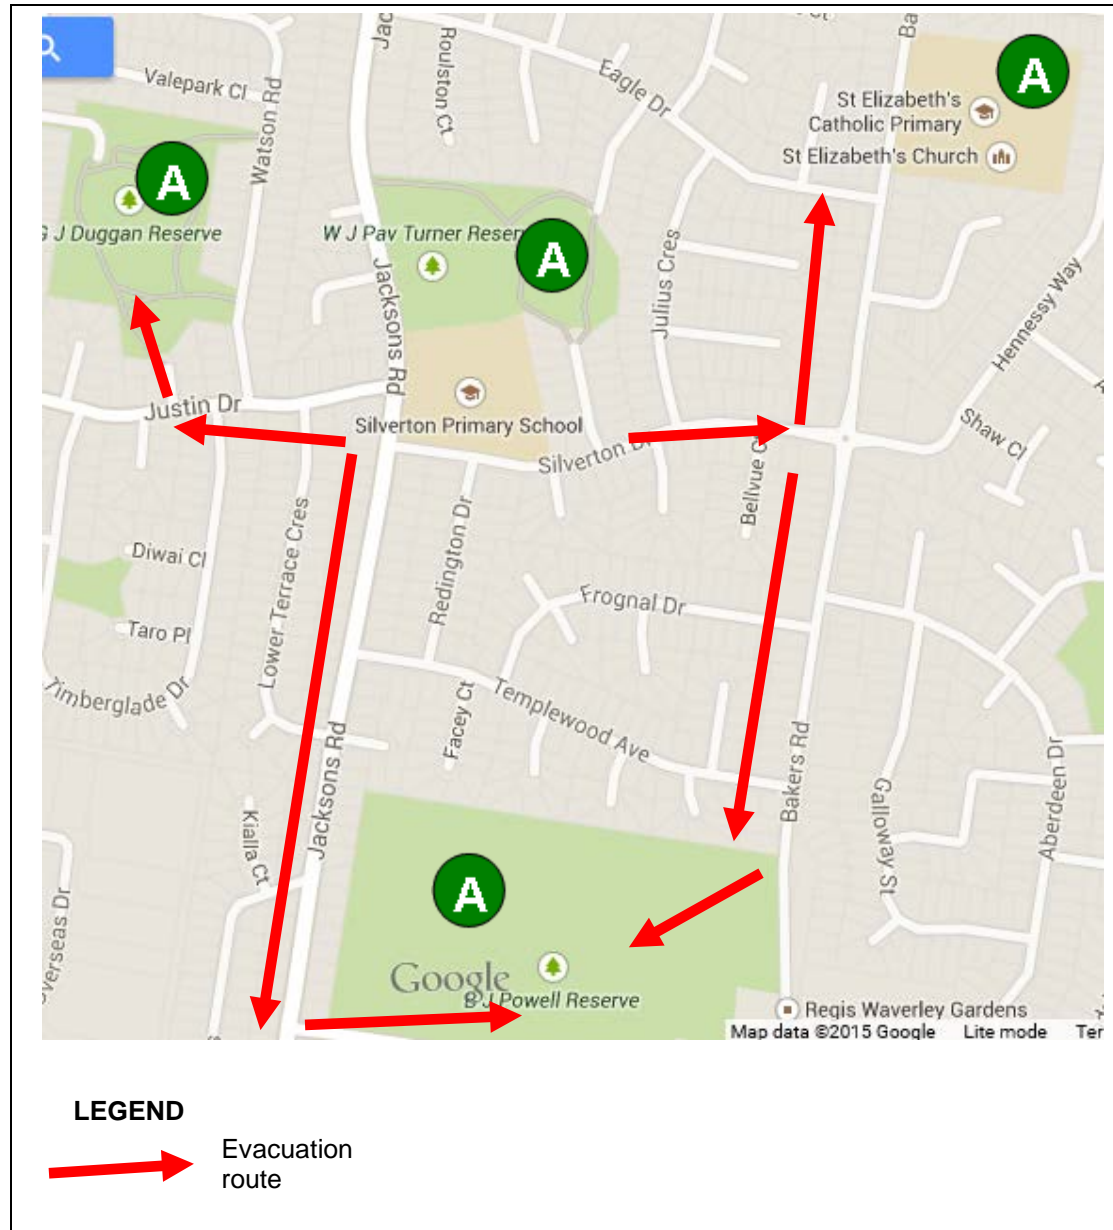 Jac
Roulston Ct
Ba
Valepark Cl
Watson Rd
Eagle Dr
A
St Elizabeth's
Catholic Primary
St Elizabeth's Church
A
J Duggan Reserve
W J Pav Turner Reser
A
Julius Cres
Jacksons Rd
Hennessy Way
Justin Dr
Silverton Primary School
Shaw Cl
Silverton D
Bellvue C
Diwai Cl
Redington Dr
Lower Terrace Cres
Frognal Dr
Taro Pl
Timberglade Dr
Templewood Ave
Facey Ct
Jacksons Rd
Bakers Rd
Galloway St
Aberdeen Dr
Kialla Ct
A
verseas Dr
Google
J Powell Reserve
Regis Waverley Gardens
Map data ©2015 Google Lite mode Ter
LEGEND
Evacuation
route